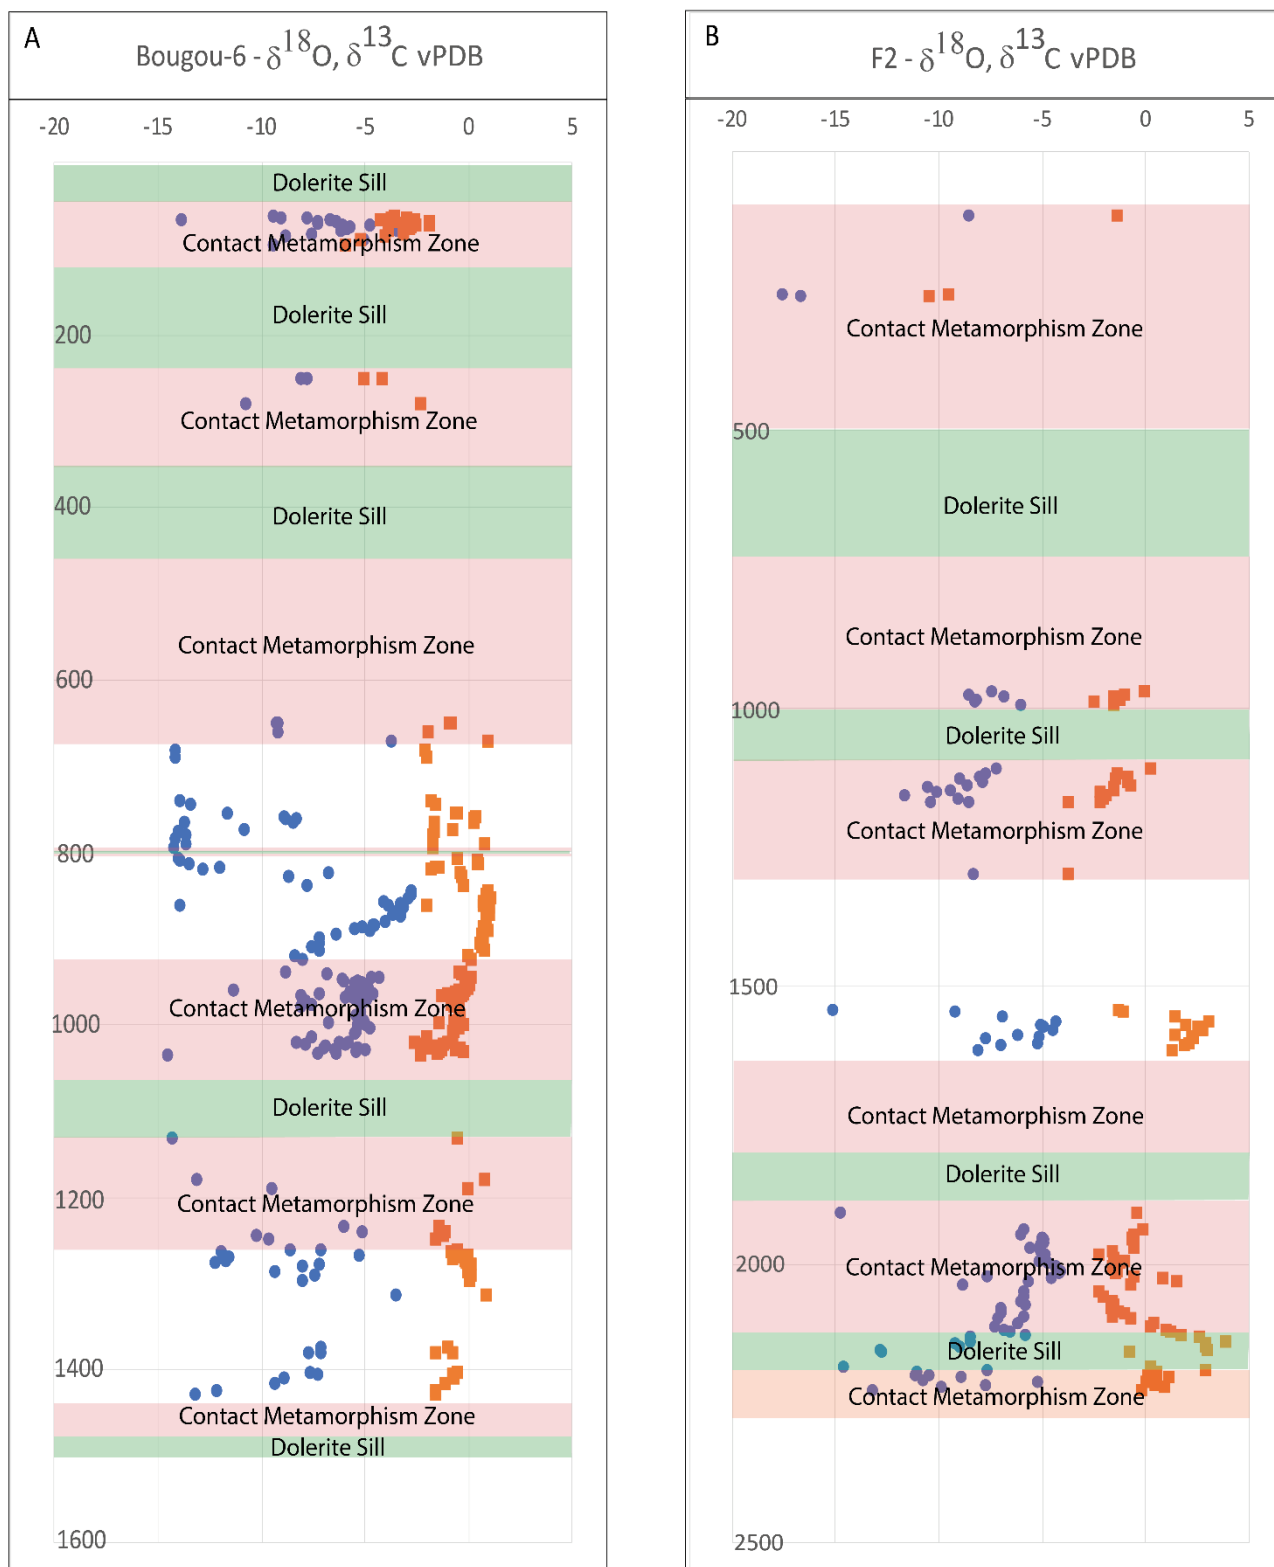 A
Bougou-6 - δ18O, δ13C vPDB
-20 -15 -10 -5 0 5
Dolerite Sill
Contact Metamorphism Zone
Dolerite Sill
200
Contact Metamorphism Zone
400
Dolerite Sill
Contact Metamorphism Zone
600
800
Contact Metamorphism Zone
1000
Dolerite Sill
1200
Contact Metamorphism Zone
1400
Contact Metamorphism Zone
Dolerite Sill
1600
B
F2 - δ18O, δ13C vPDB
-20 -15 -10 -5 0 5
Contact Metamorphism Zone
500
Dolerite Sill
Contact Metamorphism Zone
1000
Dolerite Sill
Contact Metamorphism Zone
1500
Contact Metamorphism Zone
Dolerite Sill
2000
Contact Metamorphism Zone
Dolerite Sill
Contact Metamorphism Zone
2500